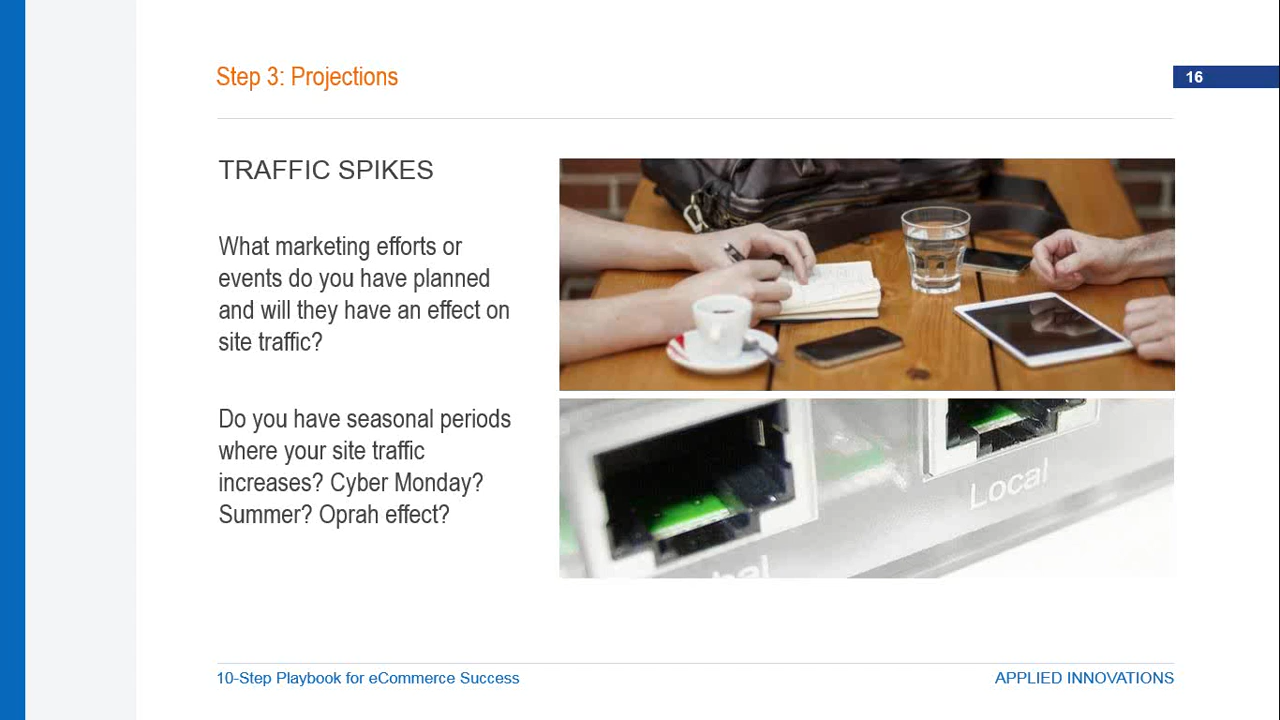 Step 3: Projections
16
TRAFFIC SPIKES
What marketing efforts or
events do you have planned
and will they have an effect on
site traffic?
Do you have seasonal periods
where your site traffic
increases? Cyber Monday?
Summer? Oprah effect?
Local
10-Step Playbook for eCommerce Success
APPLIED INNOVATIONS